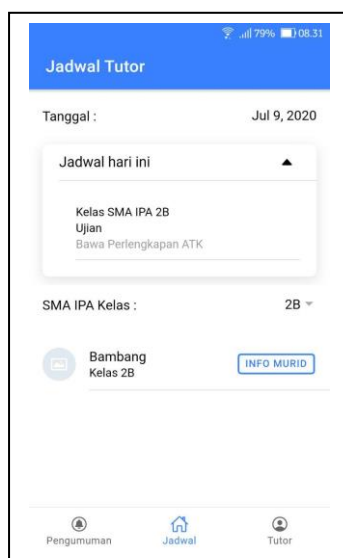 79% 08.31
Jadwal Tutor
Tanggal : Jul 9, 2020
Jadwal hari ini
Kelas SMA IPA 2B
Ujian
Bawa Perlengkapan ATK
SMA IPA Kelas : 2B
Bambang
Kelas 2B
INFO MURID
Pengumuman Jadwal Tutor